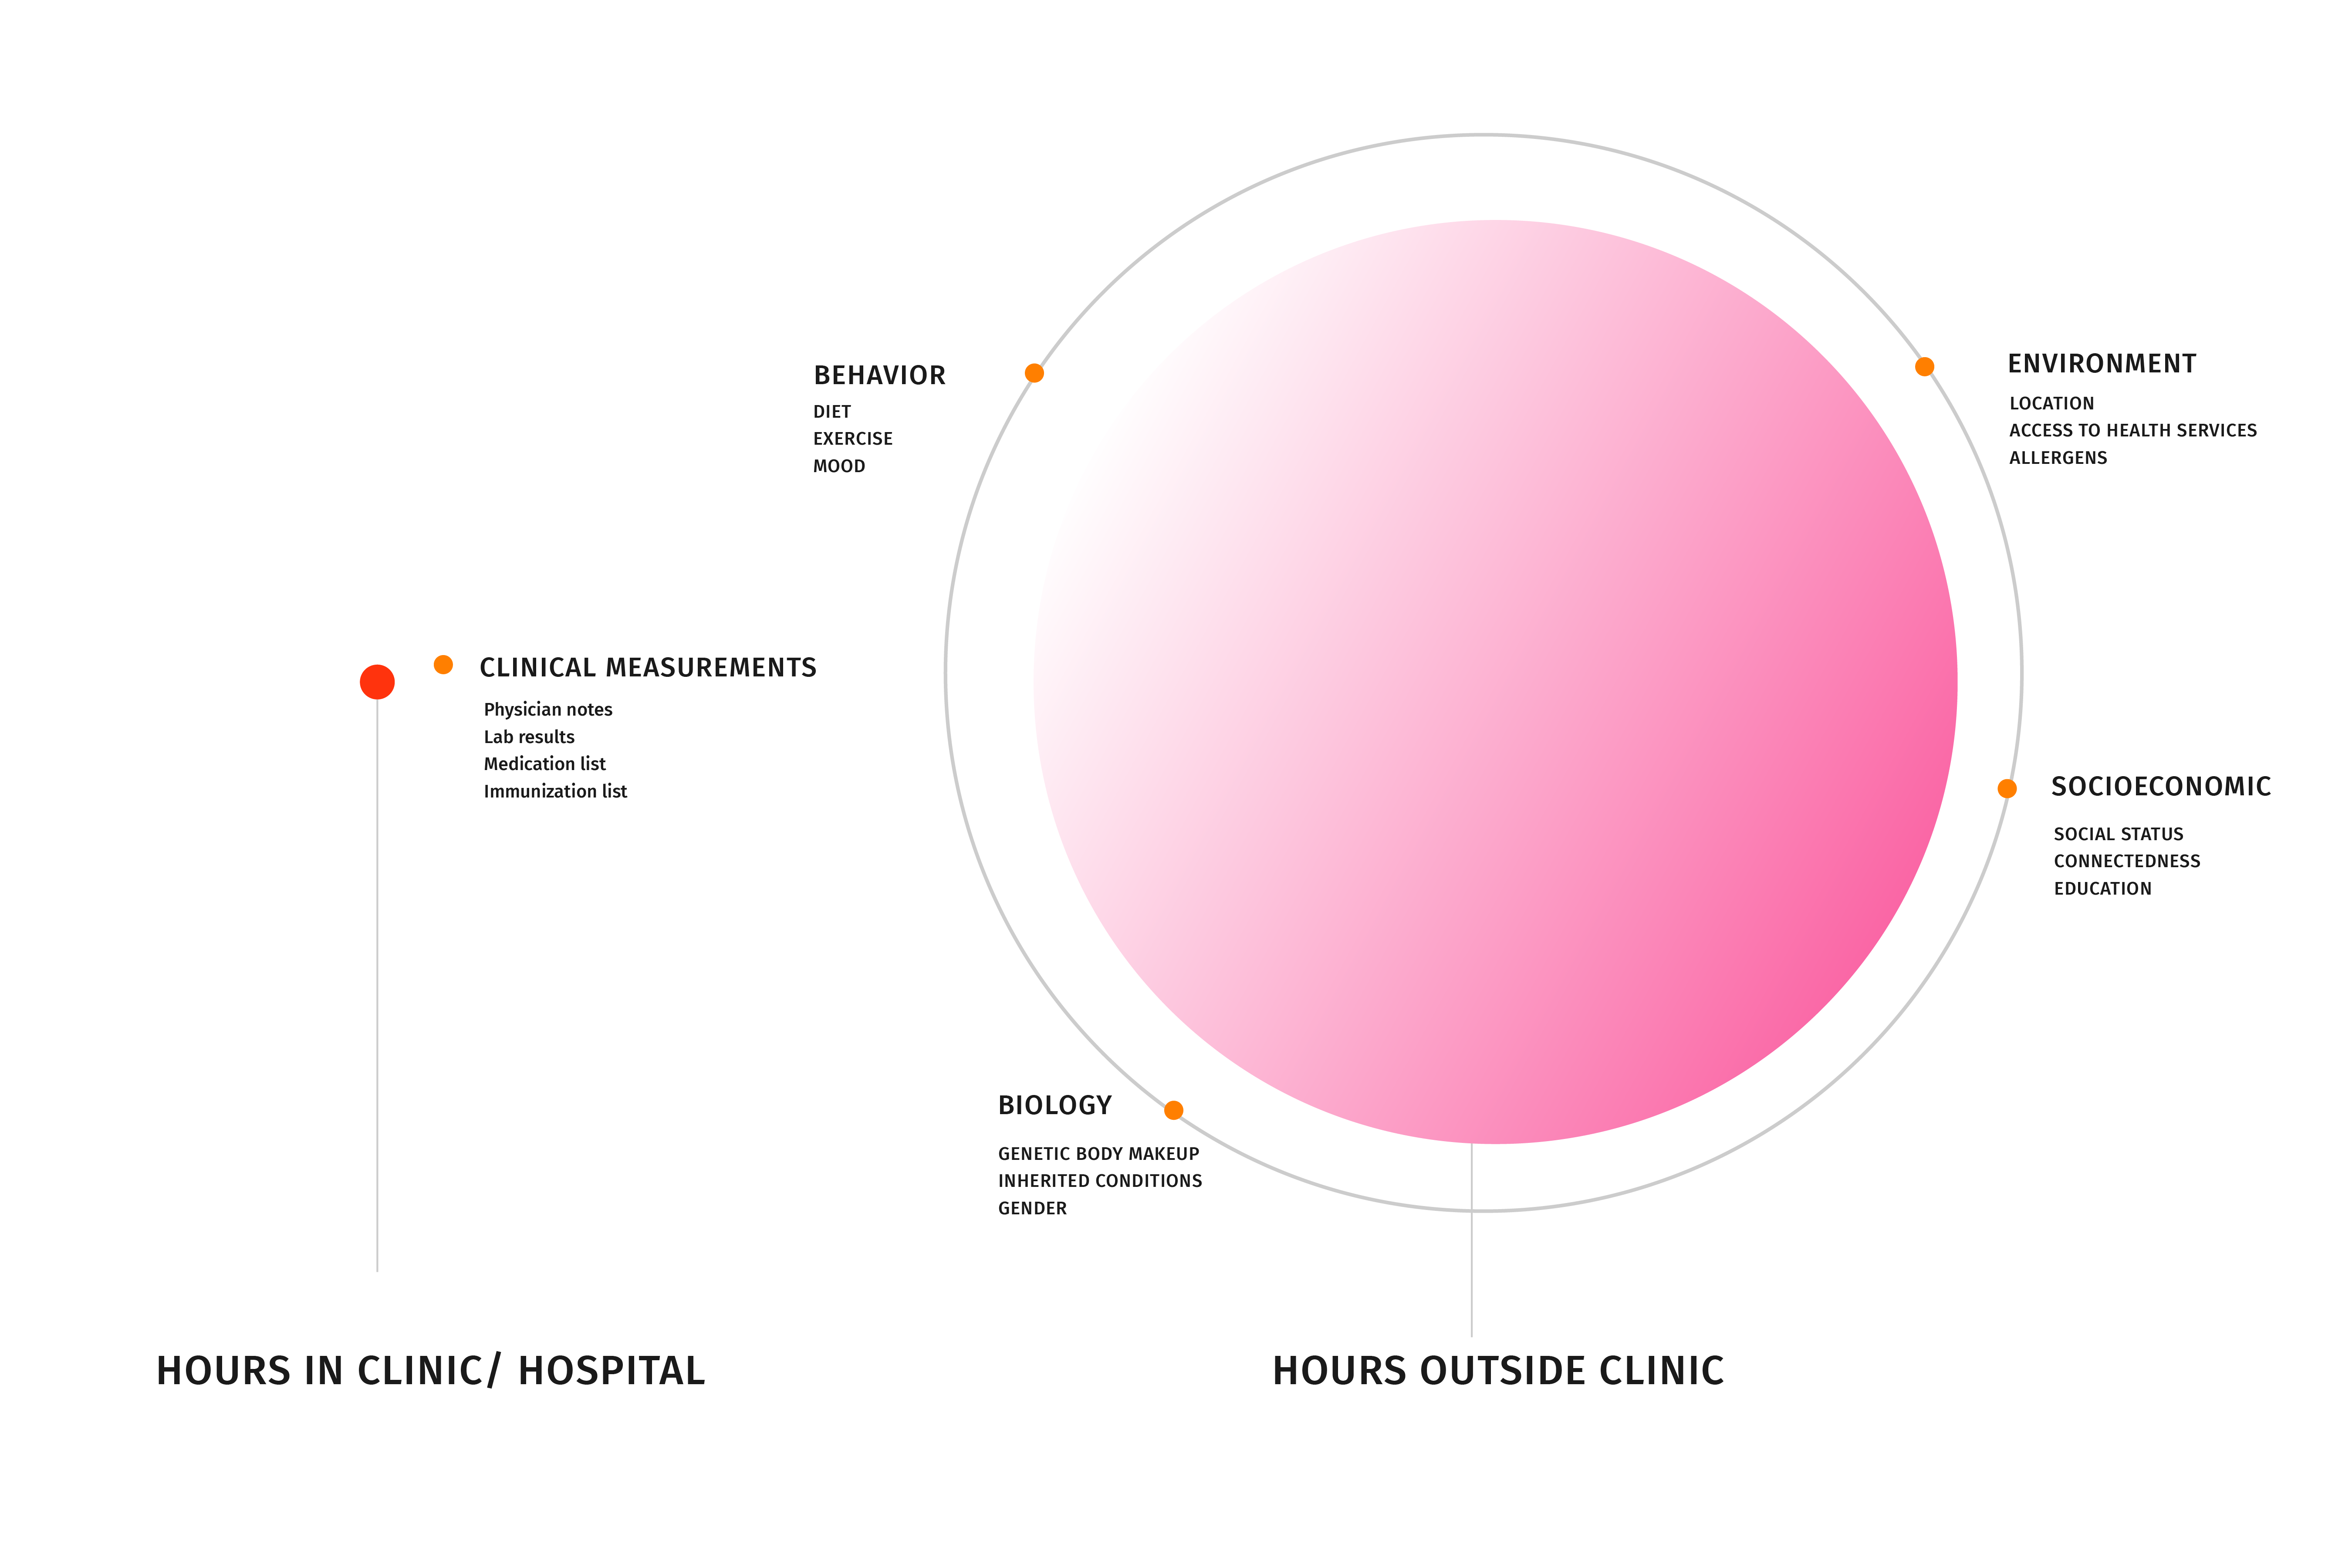 BEHAVIOR
DIET
EXERCISE
MOOD
ENVIRONMENT
LOCATION
ACCESS TO HEALTH SERVICES
ALLERGENS
CLINICAL MEASUREMENTS
Physician notes
Lab results
Medication list
Immunization list
SOCIOECONOMIC
SOCIAL STATUS
CONNECTEDNESS
EDUCATION
BIOLOGY
GENETIC BODY MAKEUP
INHERITED CONDITIONS
GENDER
HOURS IN CLINIC/ HOSPITAL
HOURS OUTSIDE CLINIC